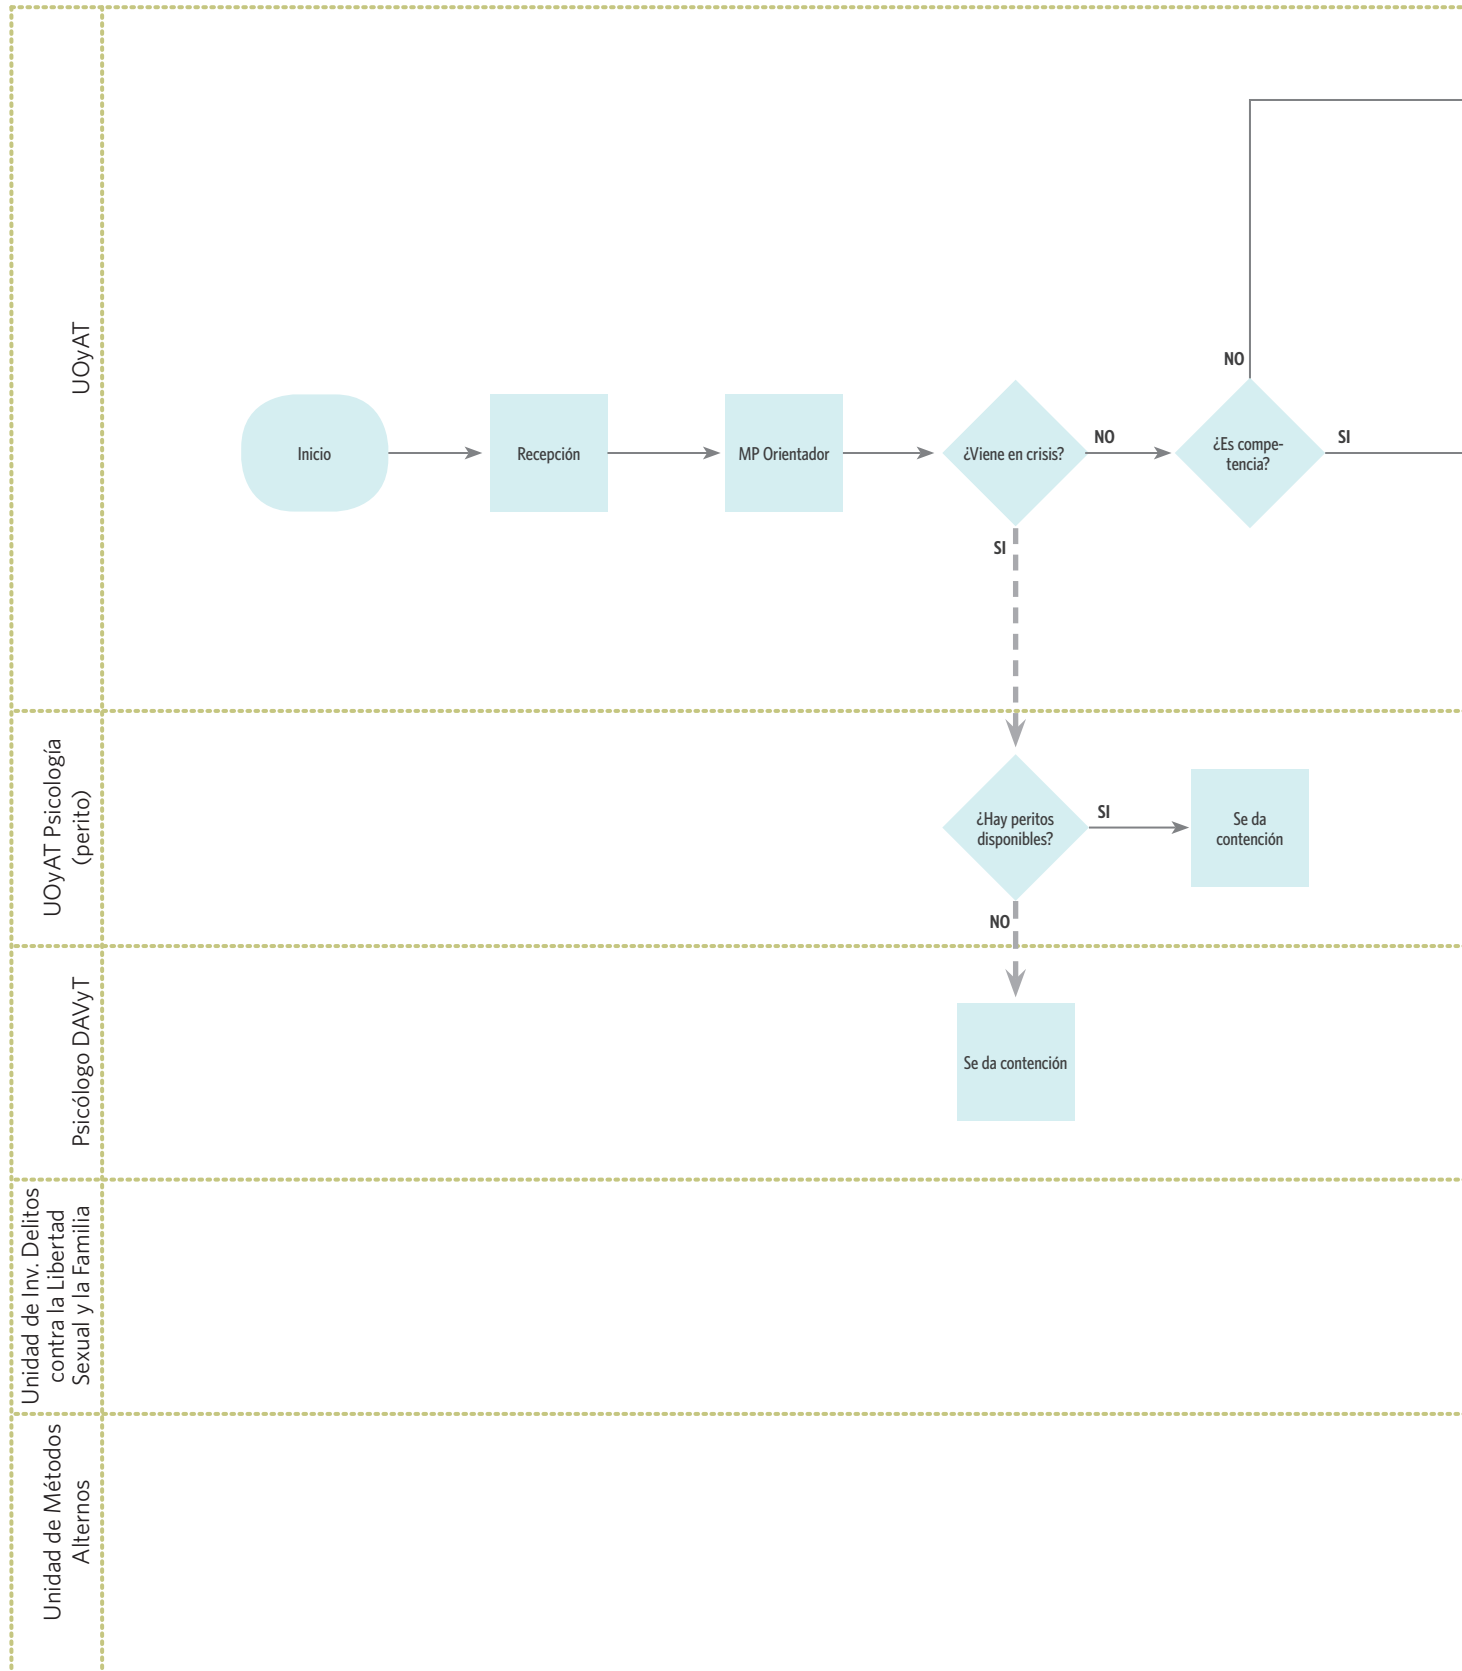 UOyAT
NO
Inicio
Recepción
MP Orientador
¿Viene en crisis?
NO
¿Es compe-
tencia?
SI
SI
UOyAT Psicología
(perito)
¿Hay peritos
disponibles?
SI
Se da
contención
NO
Psicólogo DAVyT
Se da contención
Unidad de Inv. Delitos
contra la Libertad
Sexual y la Familia
Unidad de Métodos
Alternos